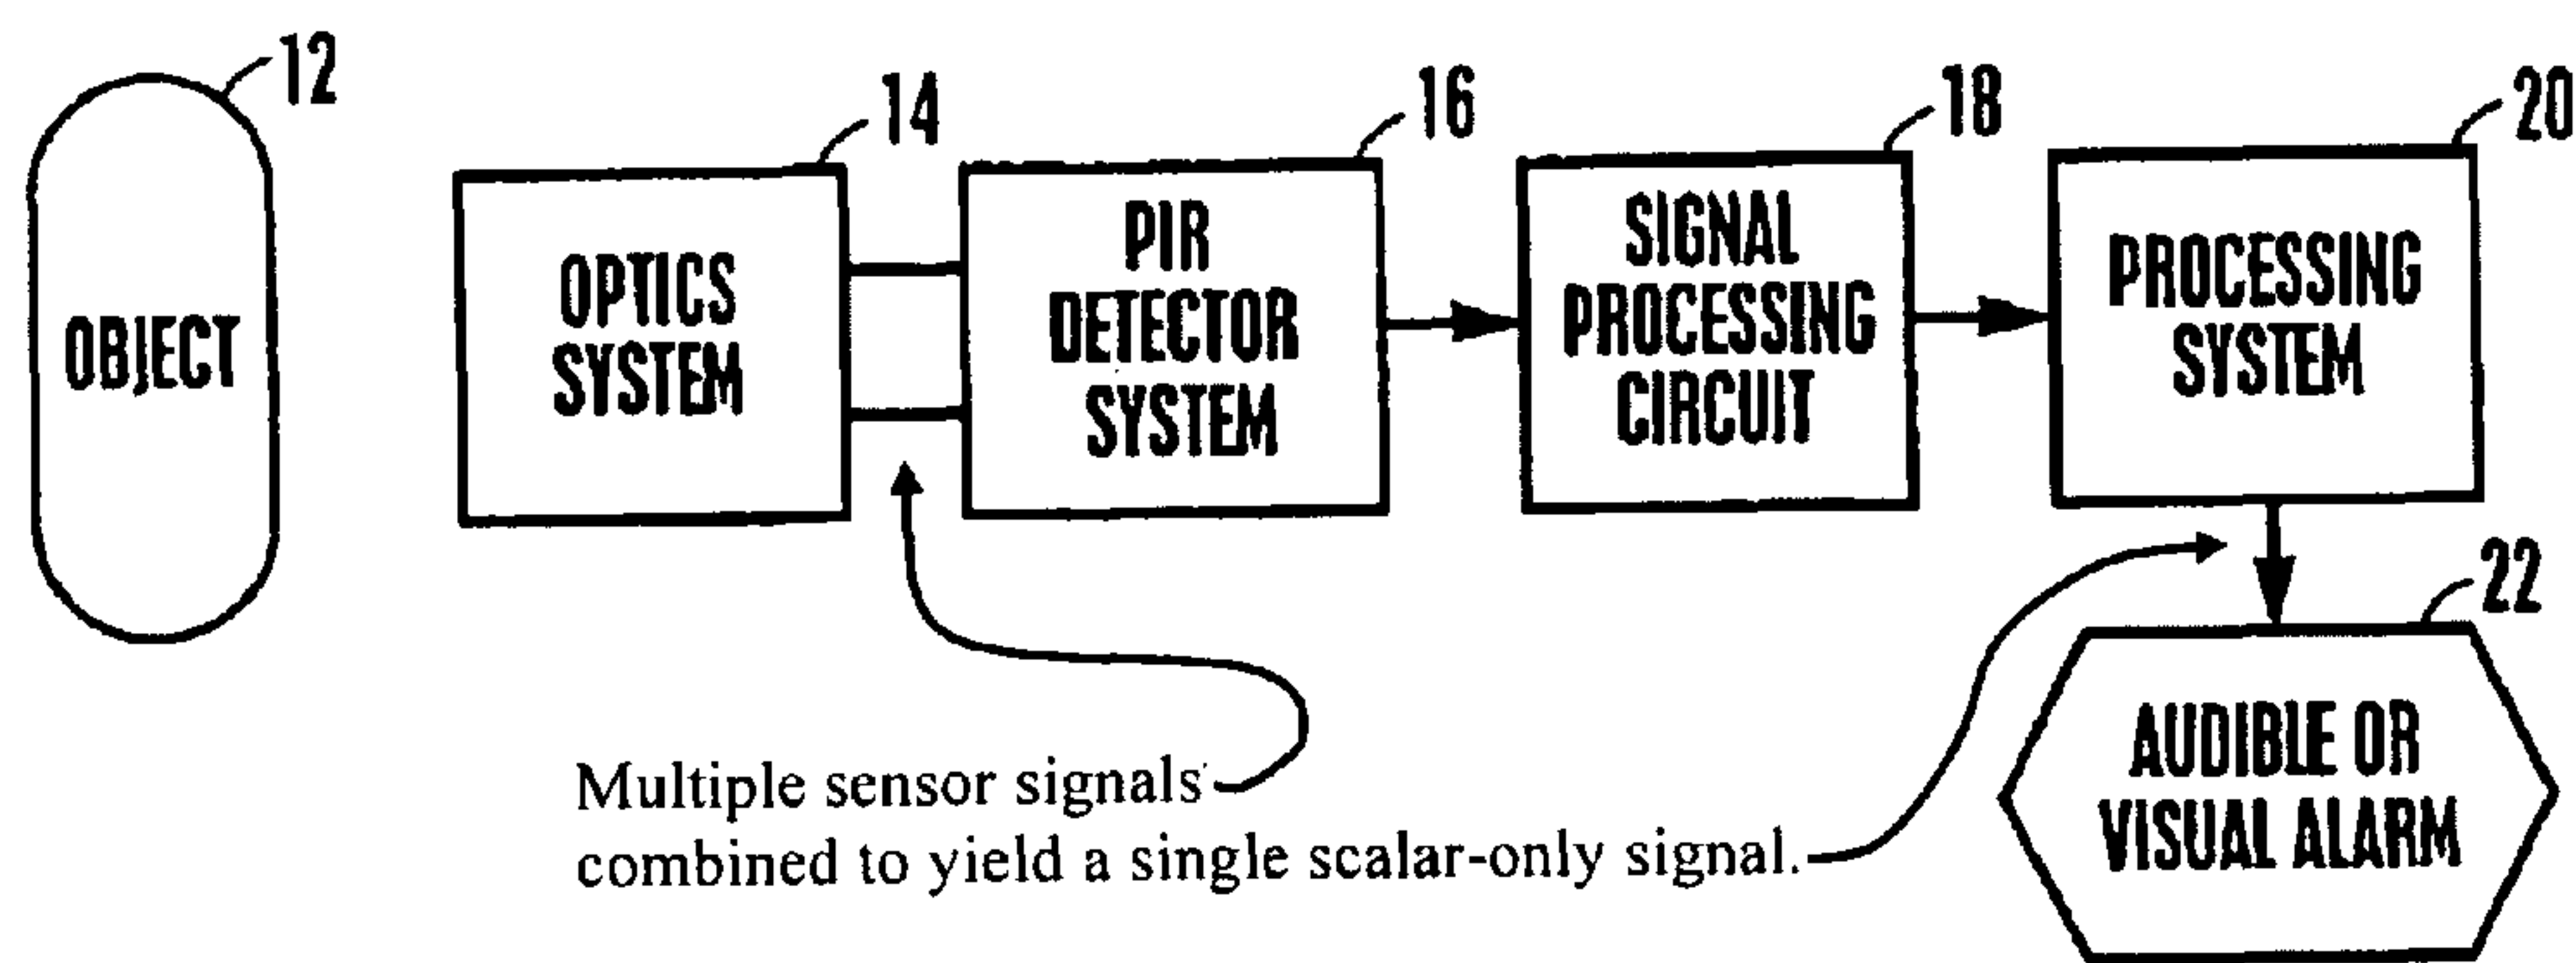 12
14
16
18
20
OBJECT
OPTICS
SYSTEM
PIR
DETECTOR
SYSTEM
SIGNAL
PROCESSING
CIRCUIT
PROCESSING
SYSTEM
22
AUDIBLE OR
VISUAL ALARM
Multiple sensor signals
combined to yield a single scalar-only signal.